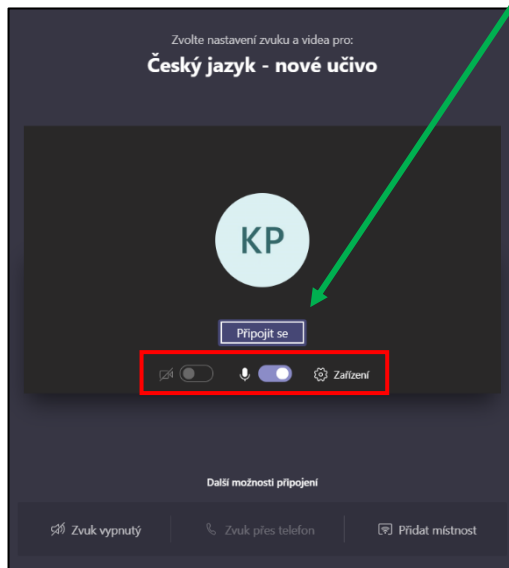 Zvolte nastavení zvuku a videa pro:
Český jazyk - nové učivo
KP
Připojit se
Zařízení
Další možnosti připojení
Zvuk vypnutý
Zvuk přes telefon
Přidat místnost